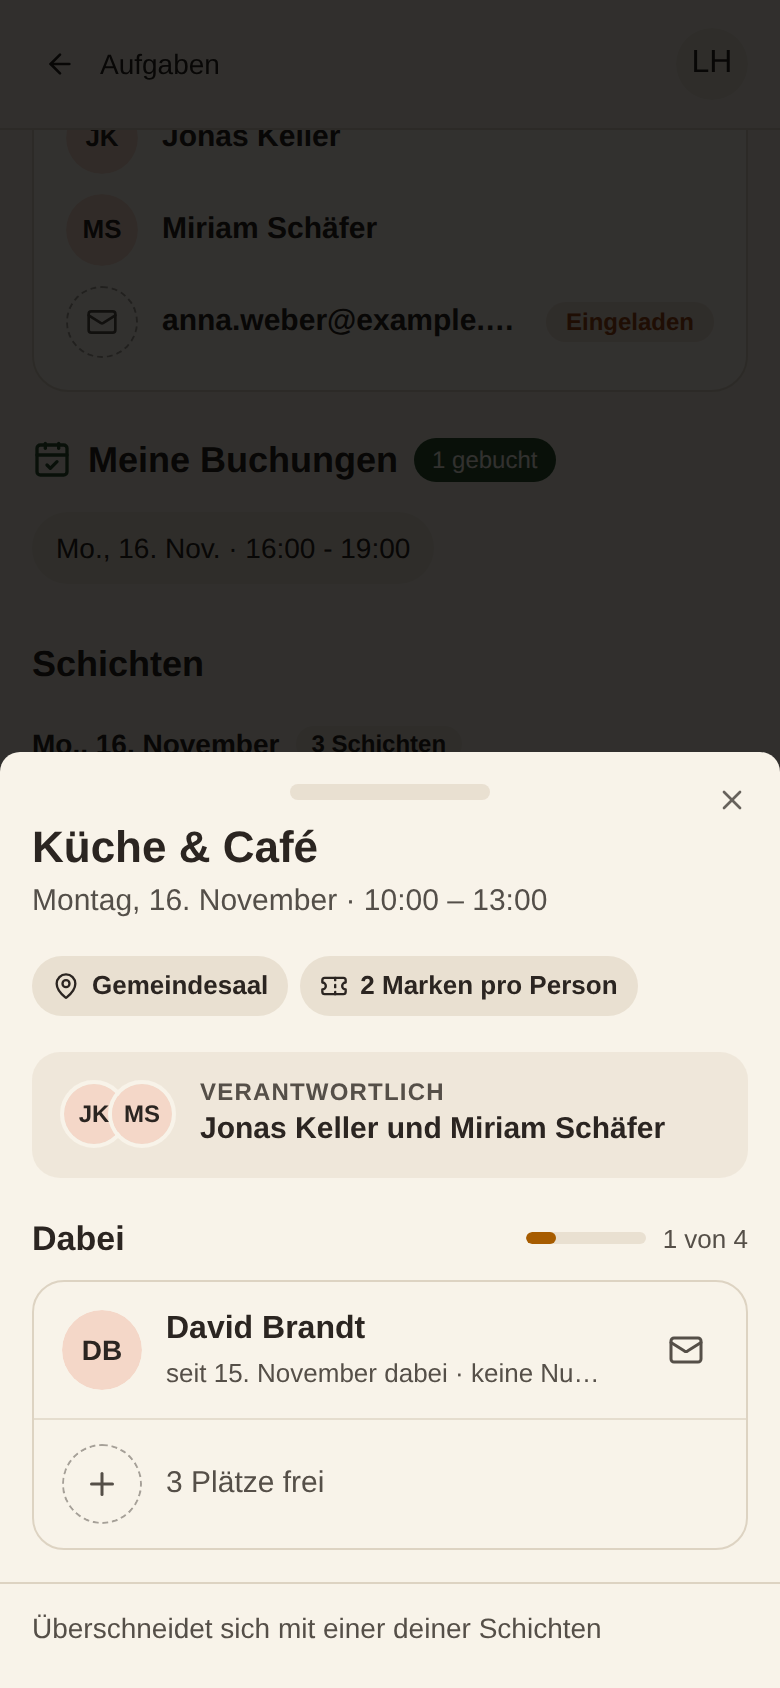 Aufgaben
LH
JK
Jonas Keller
MS
Miriam Schäfer
anna.weber@example.…
Eingeladen
Meine Buchungen
1 gebucht
Mo., 16. Nov. · 16:00 - 19:00
Schichten
Mo., 16. November
3 Schichten
Küche & Café
Montag, 16. November · 10:00 – 13:00
Gemeindesaal
2 Marken pro Person
JK
MS
VERANTWORTLICH
Jonas Keller und Miriam Schäfer
Dabei
1 von 4
DB
David Brandt
seit 15. November dabei · keine Nu…
3 Plätze frei
Überschneidet sich mit einer deiner Schichten